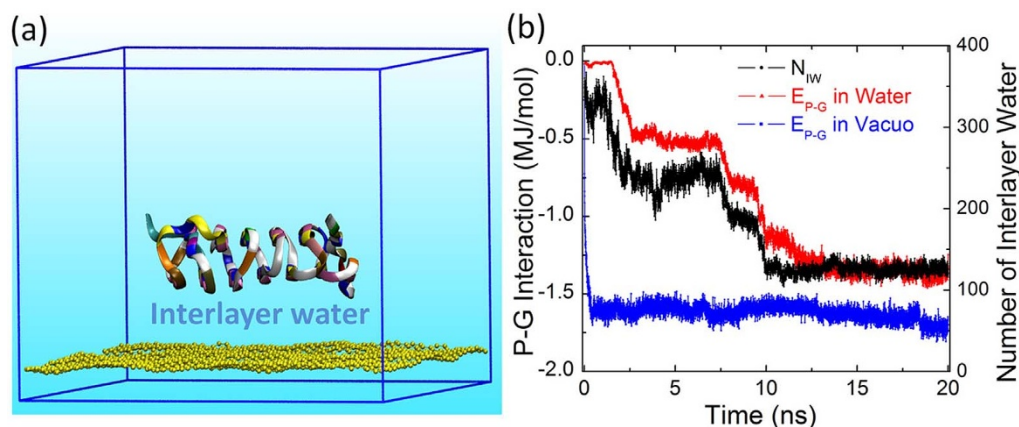 (a)
Interlayer water
(b)
P-G Interaction (MJ/mol)
0.0
-0.5
-1.0
-1.5
-2.0
N_IW
E_P-G in Water
E_P-G in Vacuo
400
300
200
100
0
Number of Interlayer Water
0 5 10 15 20
Time (ns)